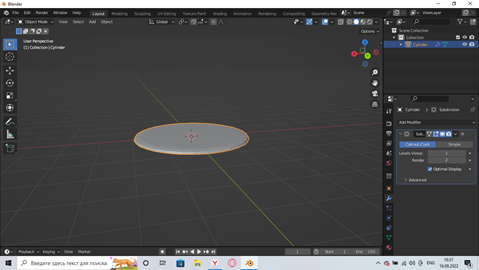 Blender
File Edit Render Window Help Layout Modeling Sculpting UV Editing Texture Paint Shading Animation Rendering Compositing Geometry Scene ViewLayer
Object Mode View Select Add Object Global
Options
User Perspective
(1) Collection | Cylinder
Scene Collection
Collection
Cylinder
Cylinder > Subdivision
Add Modifier
Sub..
Catmull-Clark Simple
Levels Viewp.. 1
Render 2
Optimal Display
Advanced
Playback Keying View Marker 1 Start 1 End 250
Введите здесь текст для поиска
ENG
16:31
16.09.2022